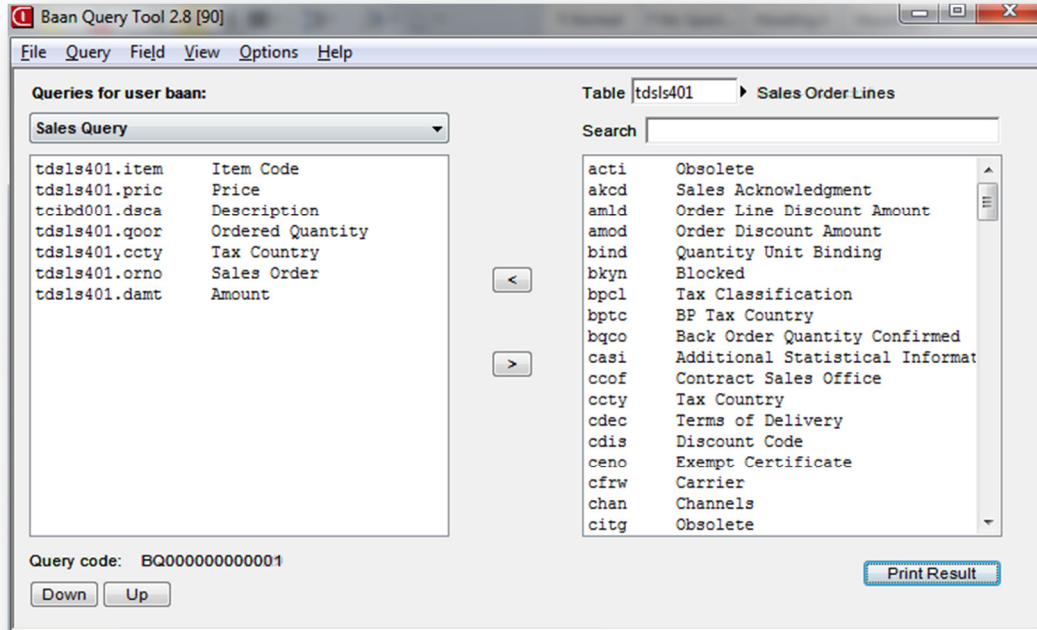 Baan Query Tool 2.8 [90]
File Query Field View Options Help
Queries for user baan:
Sales Query
tdsls401.item Item Code
tdsls401.pric Price
tcibd001.dsca Description
tdsls401.qoor Ordered Quantity
tdsls401.ccty Tax Country
tdsls401.orno Sales Order
tdsls401.damt Amount
Query code: BQ000000000001
Down Up
<
>
Table tdsls401 Sales Order Lines
Search
acti Obsolete
akcd Sales Acknowledgment
amld Order Line Discount Amount
amod Order Discount Amount
bind Quantity Unit Binding
bkyn Blocked
bpcl Tax Classification
bptc BP Tax Country
bqco Back Order Quantity Confirmed
casi Additional Statistical Informat
ccof Contract Sales Office
ccty Tax Country
cdec Terms of Delivery
cdis Discount Code
ceno Exempt Certificate
cfrw Carrier
chan Channels
citg Obsolete
Print Result